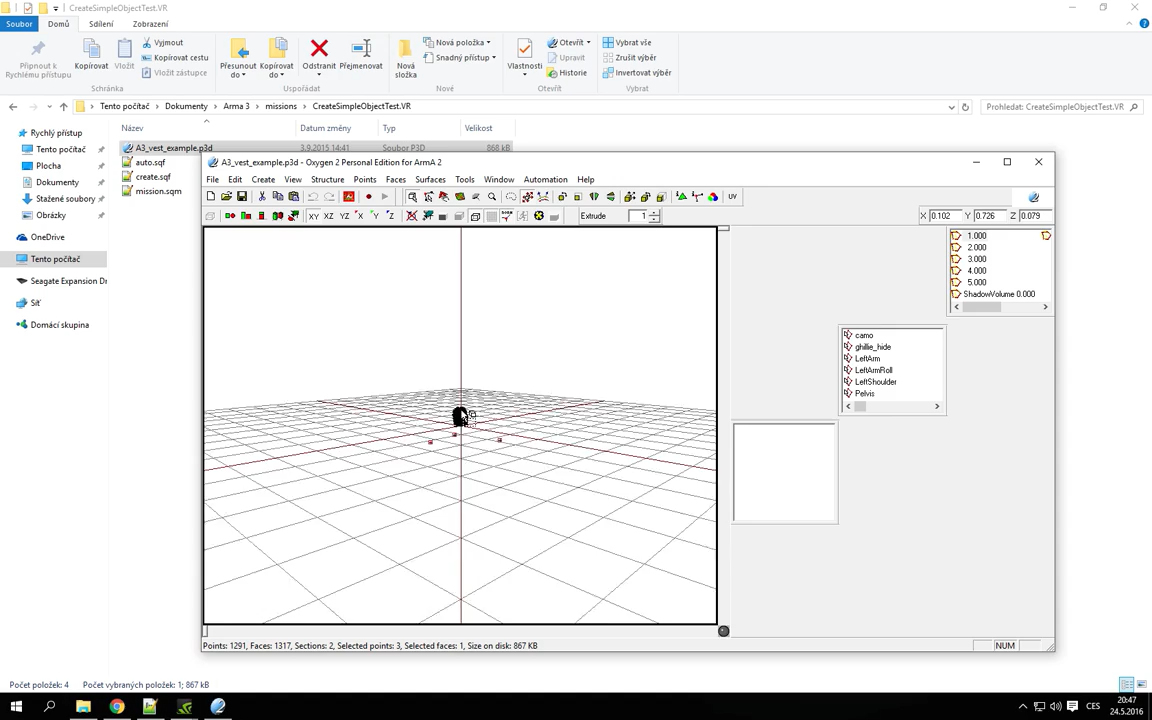 CreateSimpleObjectTest.VR
Soubor Domů Sdílení Zobrazení
Připnout k Rychlému přístupu
Kopírovat
Vložit
Vyjmout
Kopírovat cestu
Vložit zástupce
Schránka
Přesunout do
Kopírovat do
Odstranit
Přejmenovat
Uspořádat
Nová složka
Nová položka
Snadný přístup
Nové
Vlastnosti
Otevřít
Upravit
Historie
Otevřít
Vybrat vše
Zrušit výběr
Invertovat výběr
Vybrat
Tento počítač Dokumenty Arma 3 missions CreateSimpleObjectTest.VR
Prohledat: CreateSimpleObjectTest.VR
Název Datum změny Typ Velikost
A3_vest_example.p3d 3.9.2015 14:41 Soubor P3D 868 kB
auto.sqf
create.sqf
mission.sqm
Rychlý přístup
Tento počítač
Plocha
Dokumenty
Stažené soubory
Obrázky
OneDrive
Tento počítač
Seagate Expansion Dr
Síť
Domácí skupina
A3_vest_example.p3d - Oxygen 2 Personal Edition for ArmA 2
File Edit Create View Structure Points Faces Surfaces Tools Window Automation Help
UV
XY XZ YZ X Y Z
Extrude 1
X 0.102 Y 0.726 Z 0.079
1.000
2.000
3.000
4.000
5.000
ShadowVolume 0.000
camo
ghillie_hide
LeftArm
LeftArmRoll
LeftShoulder
Pelvis
Points: 1291, Faces: 1317, Sections: 2, Selected points: 3, Selected faces: 1, Size on disk: 867 KB
NUM
Počet položek: 4 Počet vybraných položek: 1; 867 kB
CES
20:47
24.5.2016